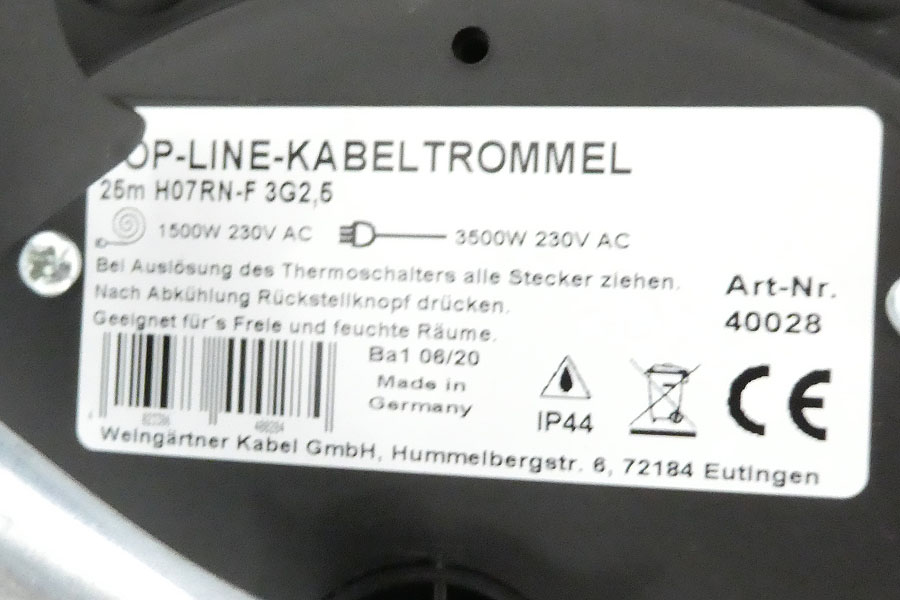 OP-LINE-KABELTROMMEL
25m H07RN-F 3G2,5
1500W 230V AC 3500W 230V AC
Bei Auslösung des Thermoschalters alle Stecker ziehen.
Nach Abkühlung Rückstellknopf drücken.
Geeignet für´s Freie und feuchte Räume.
Art-Nr.
40028
Ba1 06/20
Made in
Germany
IP44
CE
Weingärtner Kabel GmbH, Hummelbergstr. 6, 72184 Eutingen